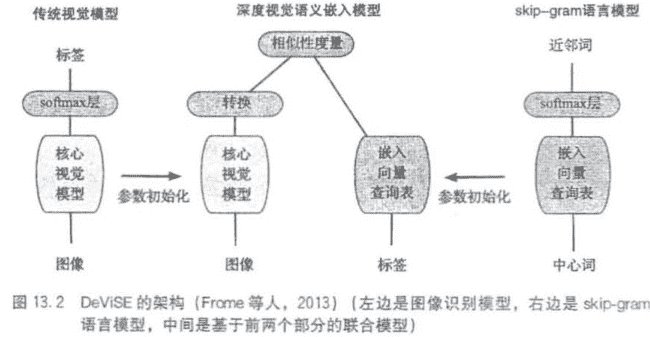 传统视觉模型
深度视觉语义嵌入模型
skip--gram语言模型
标签
相似性度量
近邻词
softmax层
转换
softmax层
核心
视觉
模型
参数初始化
核心
视觉
模型
嵌入
向量
查询表
参数初始化
嵌入
向量
查询表
图像
图像
标签
中心词
图 13.2 DeViSE 的架构（Frome 等人，2013）（左边是图像识别模型，右边是 skip-gram
语言模型，中间是基于前两个部分的联合模型）